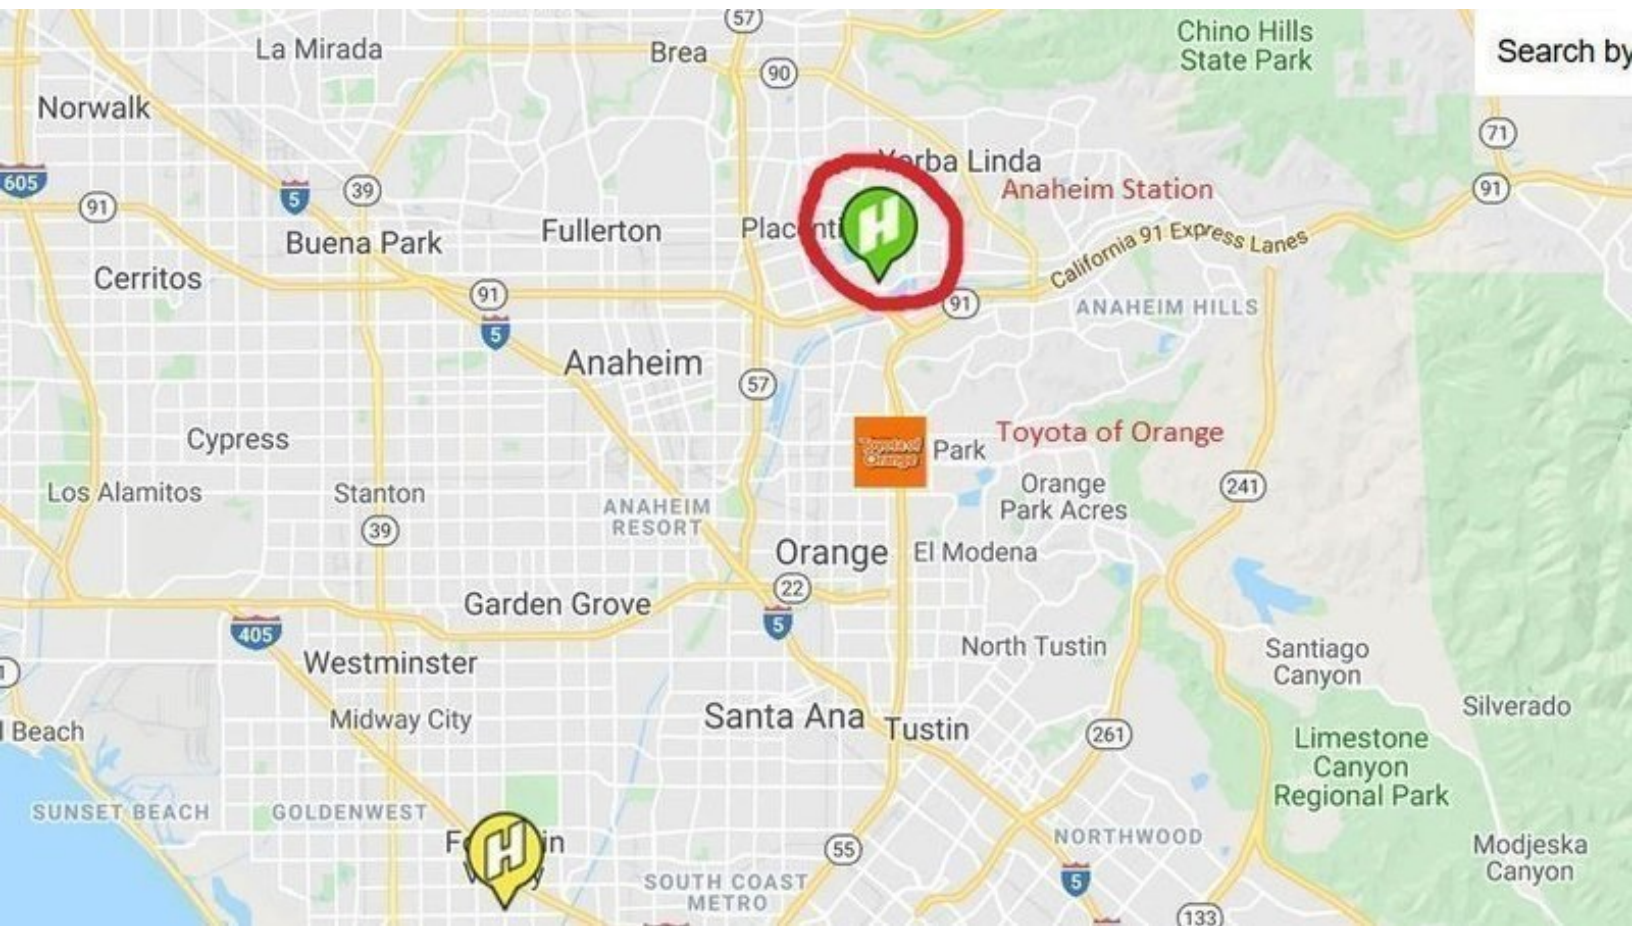 57
La Mirada
Brea
90
Chino Hills
State Park
Search by
Norwalk
71
Yorba Linda
605
5
39
91
Anaheim Station
91
Buena Park
Fullerton
H
California 91 Express Lanes
Cerritos
91
91
ANAHEIM HILLS
5
Anaheim
57
Cypress
Toyota of
Orange
Park
Toyota of Orange
Los Alamitos
Stanton
ANAHEIM
RESORT
Orange
Park Acres
241
39
Orange
El Modena
22
Garden Grove
405
5
Westminster
North Tustin
Santiago
Canyon
1
Midway City
Santa Ana
Tustin
Silverado
l Beach
261
Limestone
Canyon
Regional Park
SUNSET BEACH
GOLDENWEST
H
55
NORTHWOOD
Modjeska
Canyon
SOUTH COAST
METRO
5
133